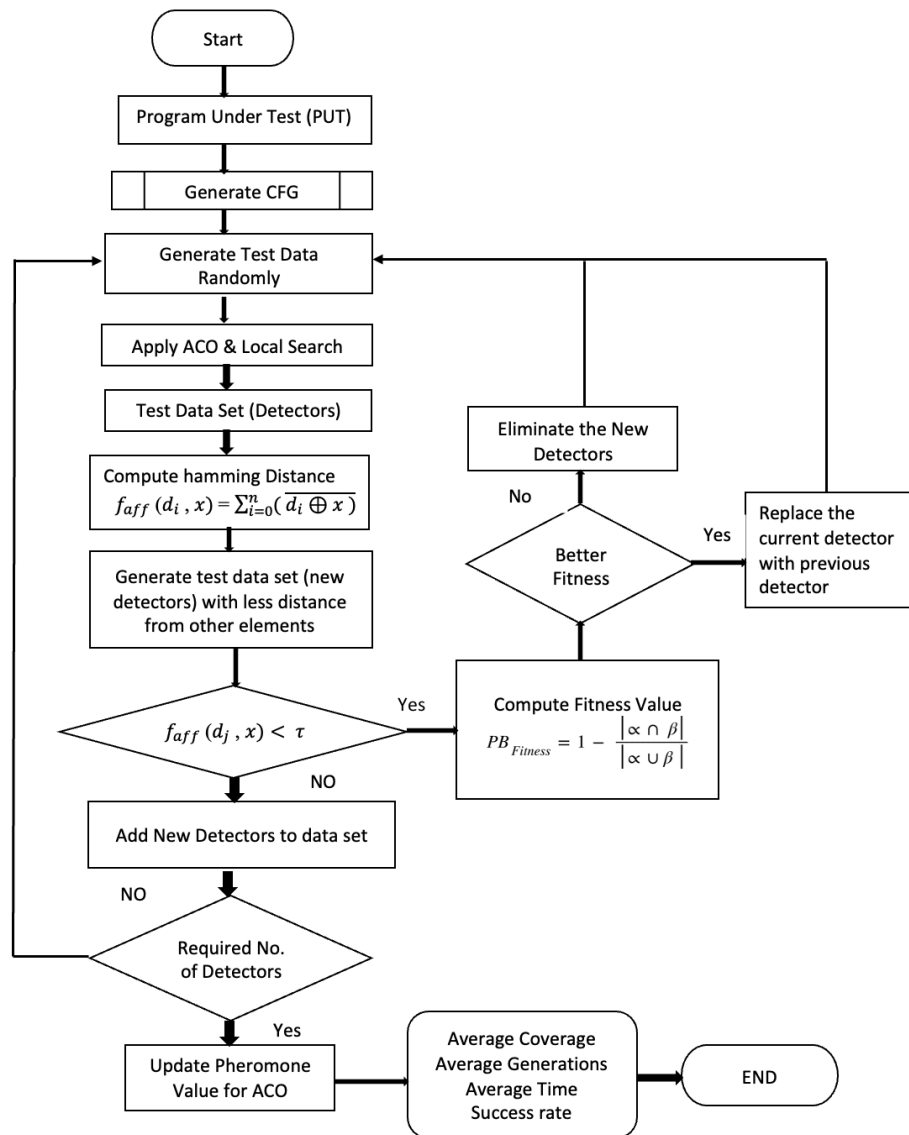 Start
Program Under Test (PUT)
Generate CFG
Generate Test Data
Randomly
Apply ACO & Local Search
Test Data Set (Detectors)
Compute hamming Distance
f_aff (d_i , x) = ∑_{i=0}^{n}( \overline{d_i ⊕ x })
Generate test data set (new
detectors) with less distance
from other elements
f_aff (d_j , x) < τ
Yes
NO
Compute Fitness Value
PB_Fitness = 1 − |∝ ∩ β| / |∝ ∪ β |
Better
Fitness
No
Eliminate the New
Detectors
Yes
Replace the
current detector
with previous
detector
Add New Detectors to data set
NO
Required No.
of Detectors
Yes
Update Pheromone
Value for ACO
Average Coverage
Average Generations
Average Time
Success rate
END